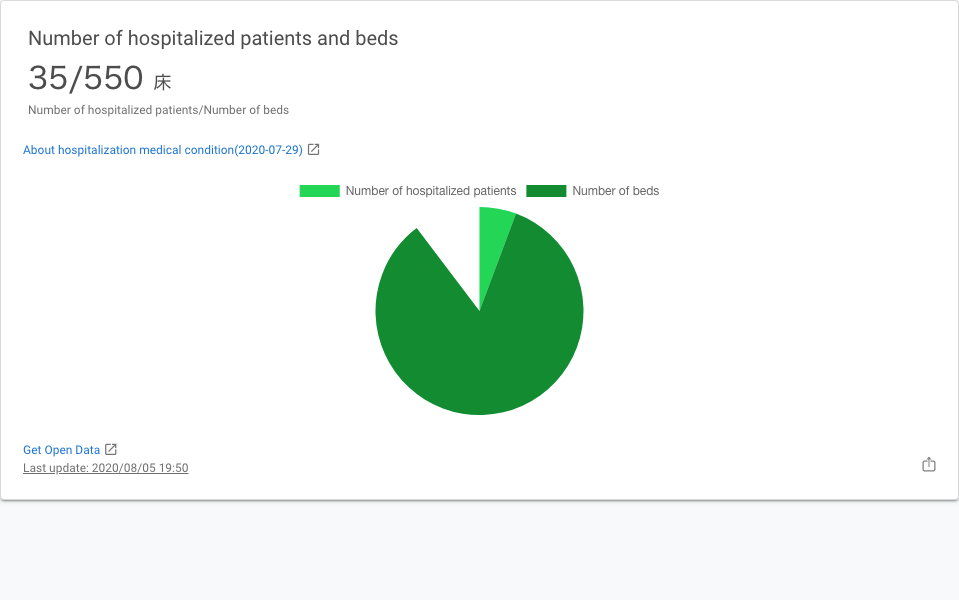 Number of hospitalized patients and beds
35/550 床
Number of hospitalized patients/Number of beds
About hospitalization medical condition(2020-07-29)
Number of hospitalized patients Number of beds
Get Open Data
Last update: 2020/08/05 19:50